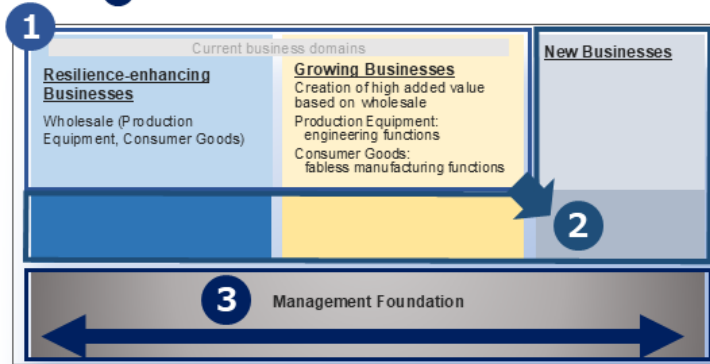 1
Current business domains
Resilience-enhancing
Businesses
Wholesale (Production
Equipment, Consumer Goods)
Growing Businesses
Creation of high added value
based on wholesale
Production Equipment:
engineering functions
Consumer Goods:
fabless manufacturing functions
New Businesses
2
3
Management Foundation